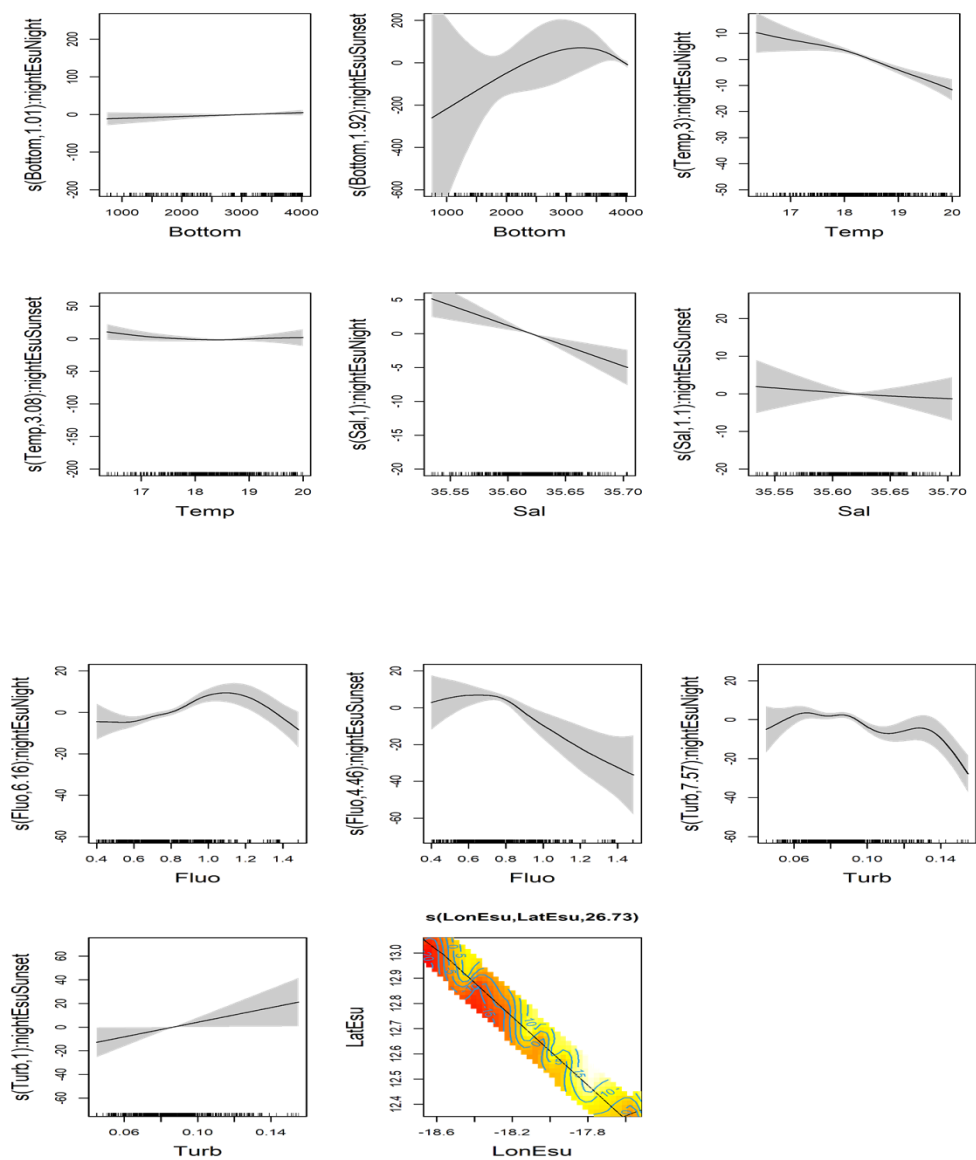 s(Bottom,1.01):nightEsuNight
200
100
0
-100
-200
1000 2000 3000 4000
Bottom
s(Bottom,1.92):nightEsuSunset
200
0
200
400
600
1000 2000 3000 4000
Bottom
s(Temp,3):nightEsuNight
10
0
-10
-20
-30
-40
-50
17 18 19 20
Temp
s(Temp,3.08):nightEsuSunset
50
0
-50
-100
-150
-200
17 18 19 20
Temp
s(Sal,1):nightEsuNight
5
0
-5
-10
-15
-20
35.55 35.60 35.65 35.70
Sal
s(Sal,1.1):nightEsuSunset
20
10
0
-10
-20
35.55 35.60 35.65 35.70
Sal
s(Fluo,6.16):nightEsuNight
20
0
-20
-40
-60
0.4 0.6 0.8 1.0 1.2 1.4
Fluo
s(Fluo,4.46):nightEsuSunset
20
0
20
40
60
0.4 0.6 0.8 1.0 1.2 1.4
Fluo
s(Turb,7.57):nightEsuNight
20
0
-20
-40
-60
0.06 0.10 0.14
Turb
s(Turb,1):nightEsuSunset
60
40
20
0
-20
-40
-60
0.06 0.10 0.14
Turb
s(LonEsu,LatEsu,26.73)
LatEsu
13.0
12.9
12.8
12.7
12.6
12.5
12.4
10
15
10
-18.6 -18.2 -17.8
LonEsu